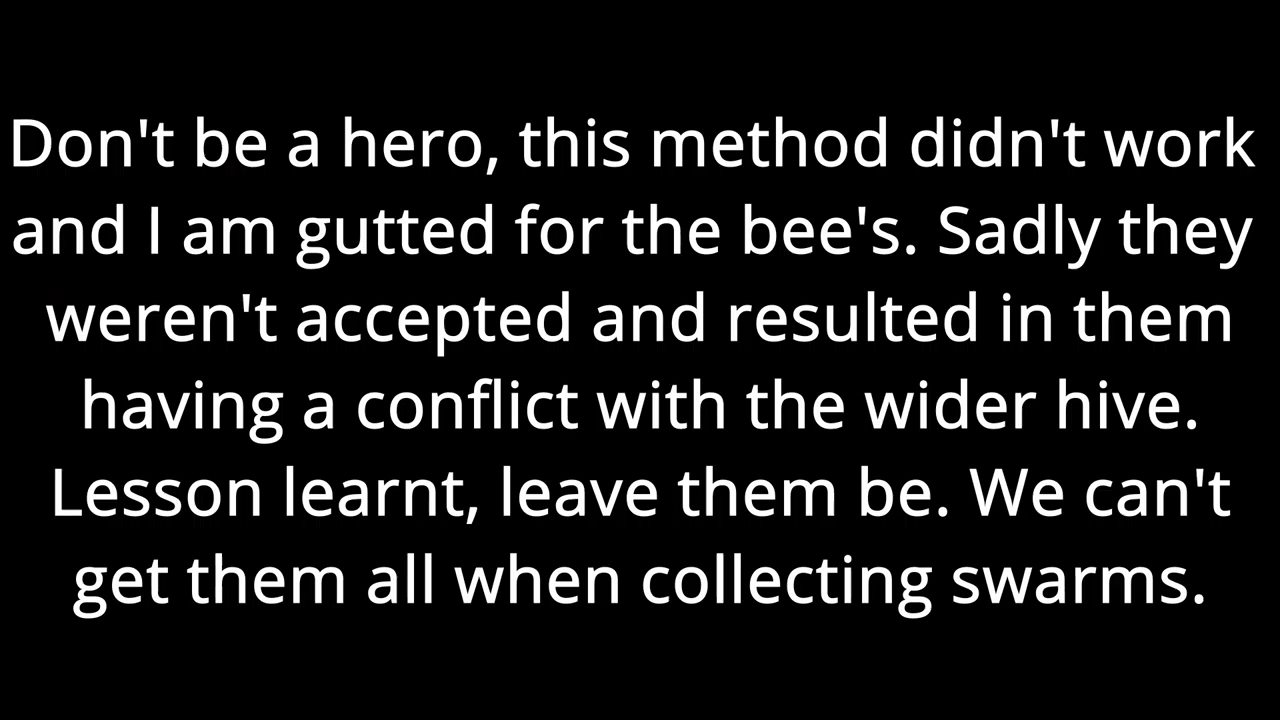 Don't be a hero, this method didn't work
and I am gutted for the bee's. Sadly they
weren't accepted and resulted in them
having a conflict with the wider hive.
Lesson learnt, leave them be. We can't
get them all when collecting swarms.